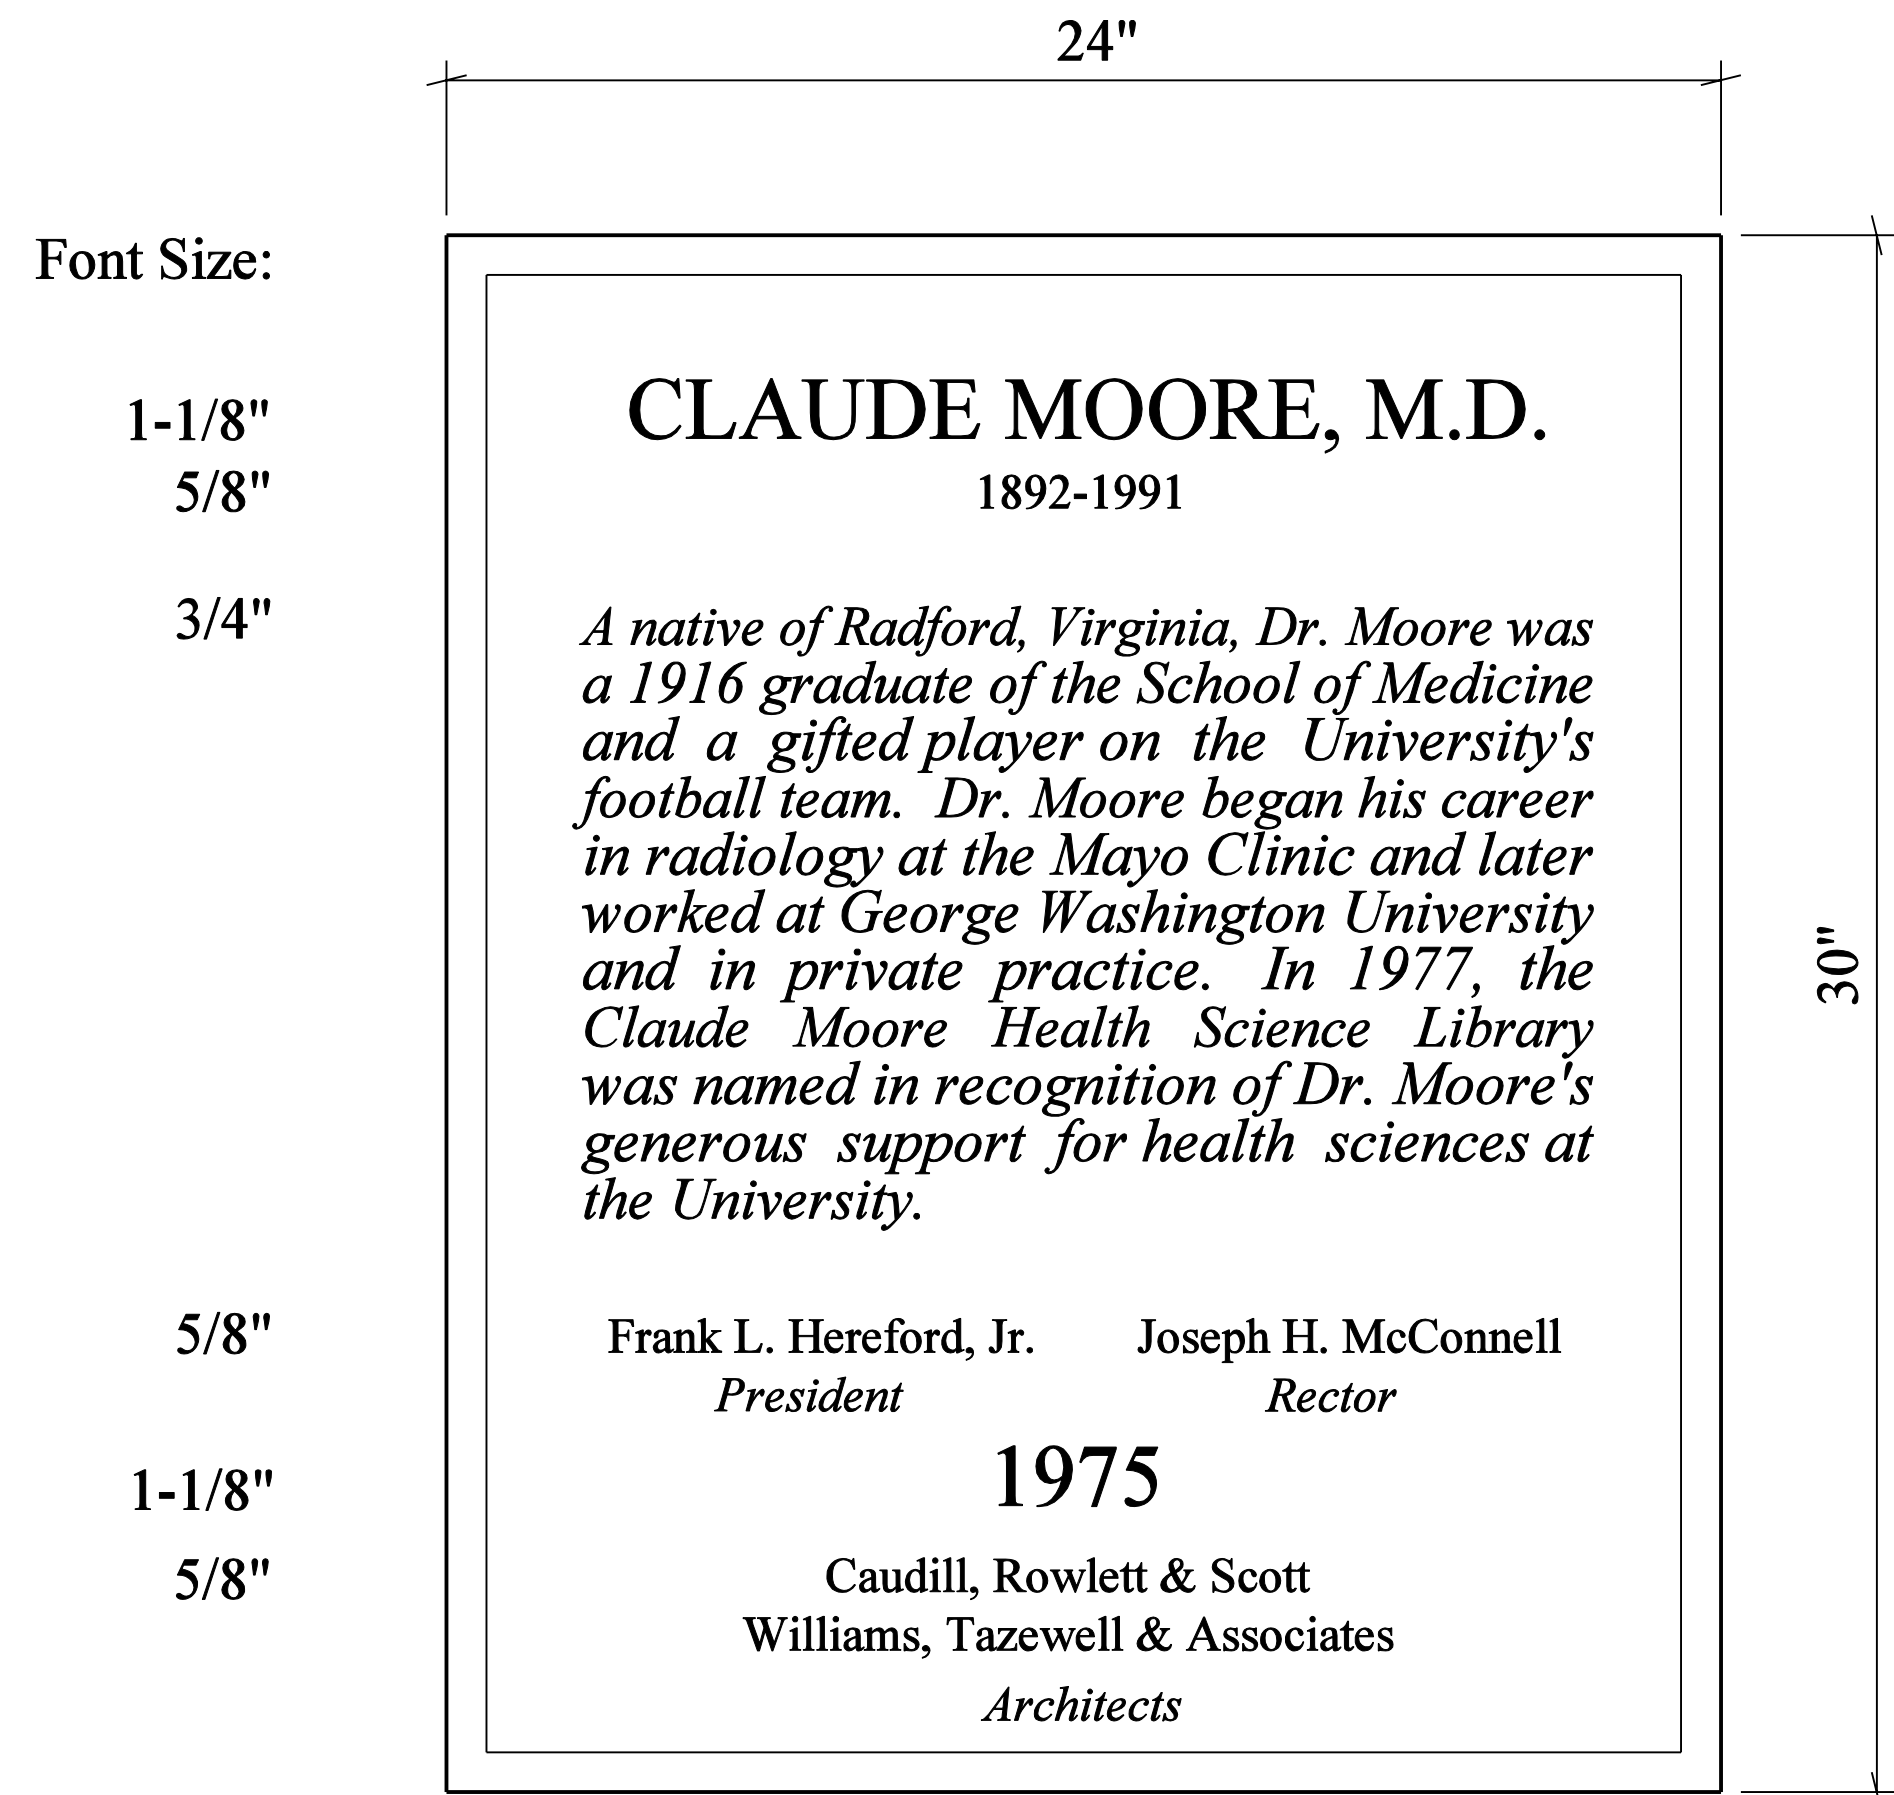 24"
Font Size:
1-1/8"
CLAUDE MOORE, M.D.
5/8"
1892-1991
3/4"
A native of Radford, Virginia, Dr. Moore was
a 1916 graduate of the School of Medicine
and a gifted player on the University's
football team. Dr. Moore began his career
in radiology at the Mayo Clinic and later
worked at George Washington University
and in private practice. In 1977, the
Claude Moore Health Science Library
was named in recognition of Dr. Moore's
generous support for health sciences at
the University.
30"
5/8"
Frank L. Hereford, Jr. Joseph H. McConnell
President Rector
1-1/8"
1975
5/8"
Caudill, Rowlett & Scott
Williams, Tazewell & Associates
Architects